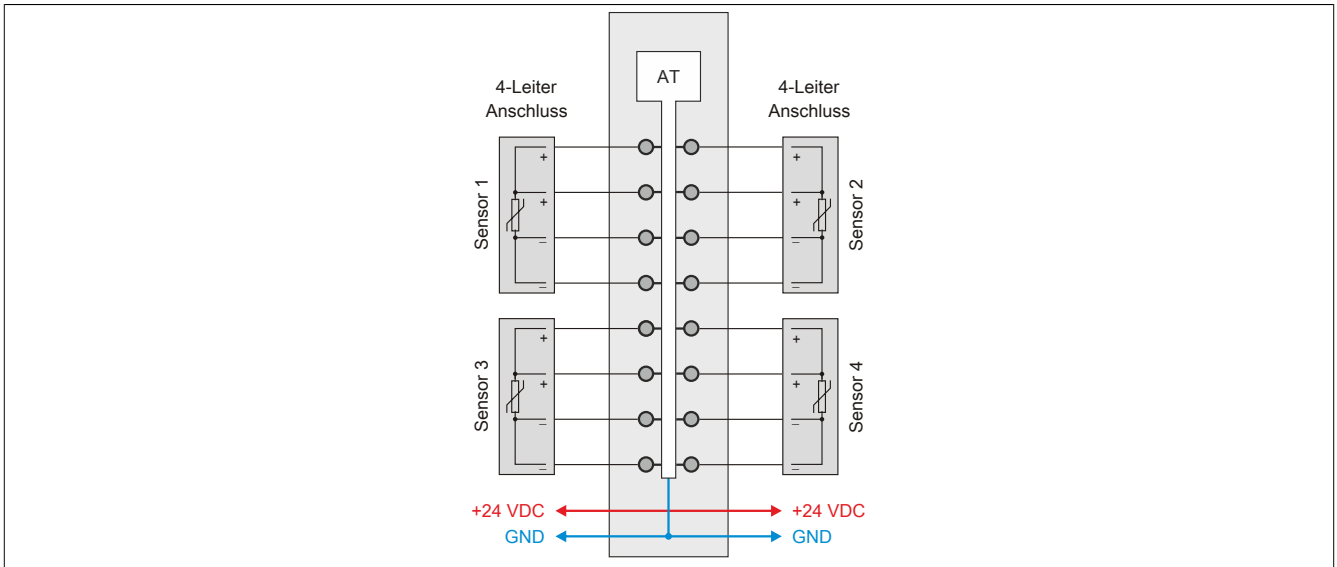 AT
4-Leiter
Anschluss
4-Leiter
Anschluss
Sensor 1
+
+
–
–
Sensor 2
+
+
–
–
Sensor 3
+
+
–
–
Sensor 4
+
+
–
–
+24 VDC
+24 VDC
GND
GND